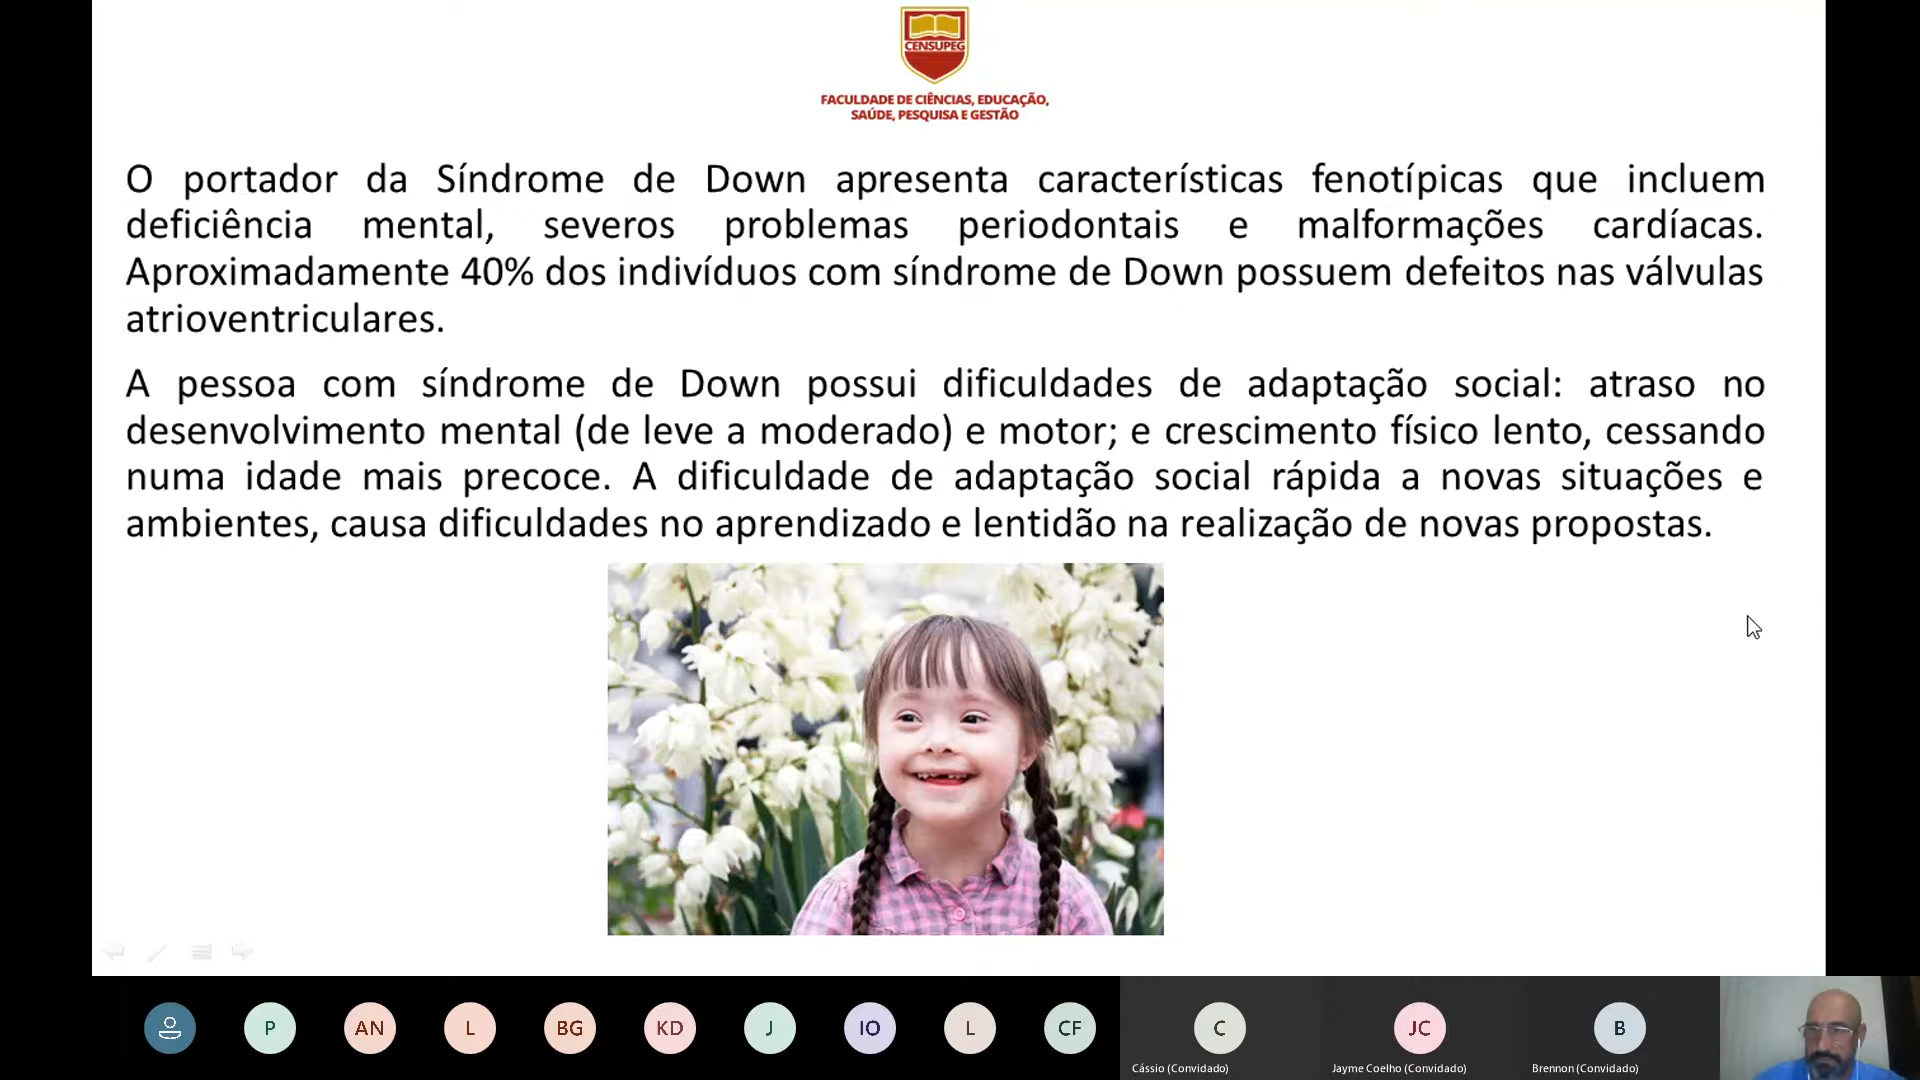 CENSUPEG
FACULDADE DE CIÊNCIAS, EDUCAÇÃO,
SAÚDE, PESQUISA E GESTÃO
O portador da Síndrome de Down apresenta características fenotípicas que incluem
deficiência mental, severos problemas periodontais e malformações cardíacas.
Aproximadamente 40% dos indivíduos com síndrome de Down possuem defeitos nas válvulas
atrioventriculares.
A pessoa com síndrome de Down possui dificuldades de adaptação social: atraso no
desenvolvimento mental (de leve a moderado) e motor; e crescimento físico lento, cessando
numa idade mais precoce. A dificuldade de adaptação social rápida a novas situações e
ambientes, causa dificuldades no aprendizado e lentidão na realização de novas propostas.
P AN L BG KD J IO L CF C JC B
Cássio (Convidado) Jayme Coelho (Convidado) Brennon (Convidado)